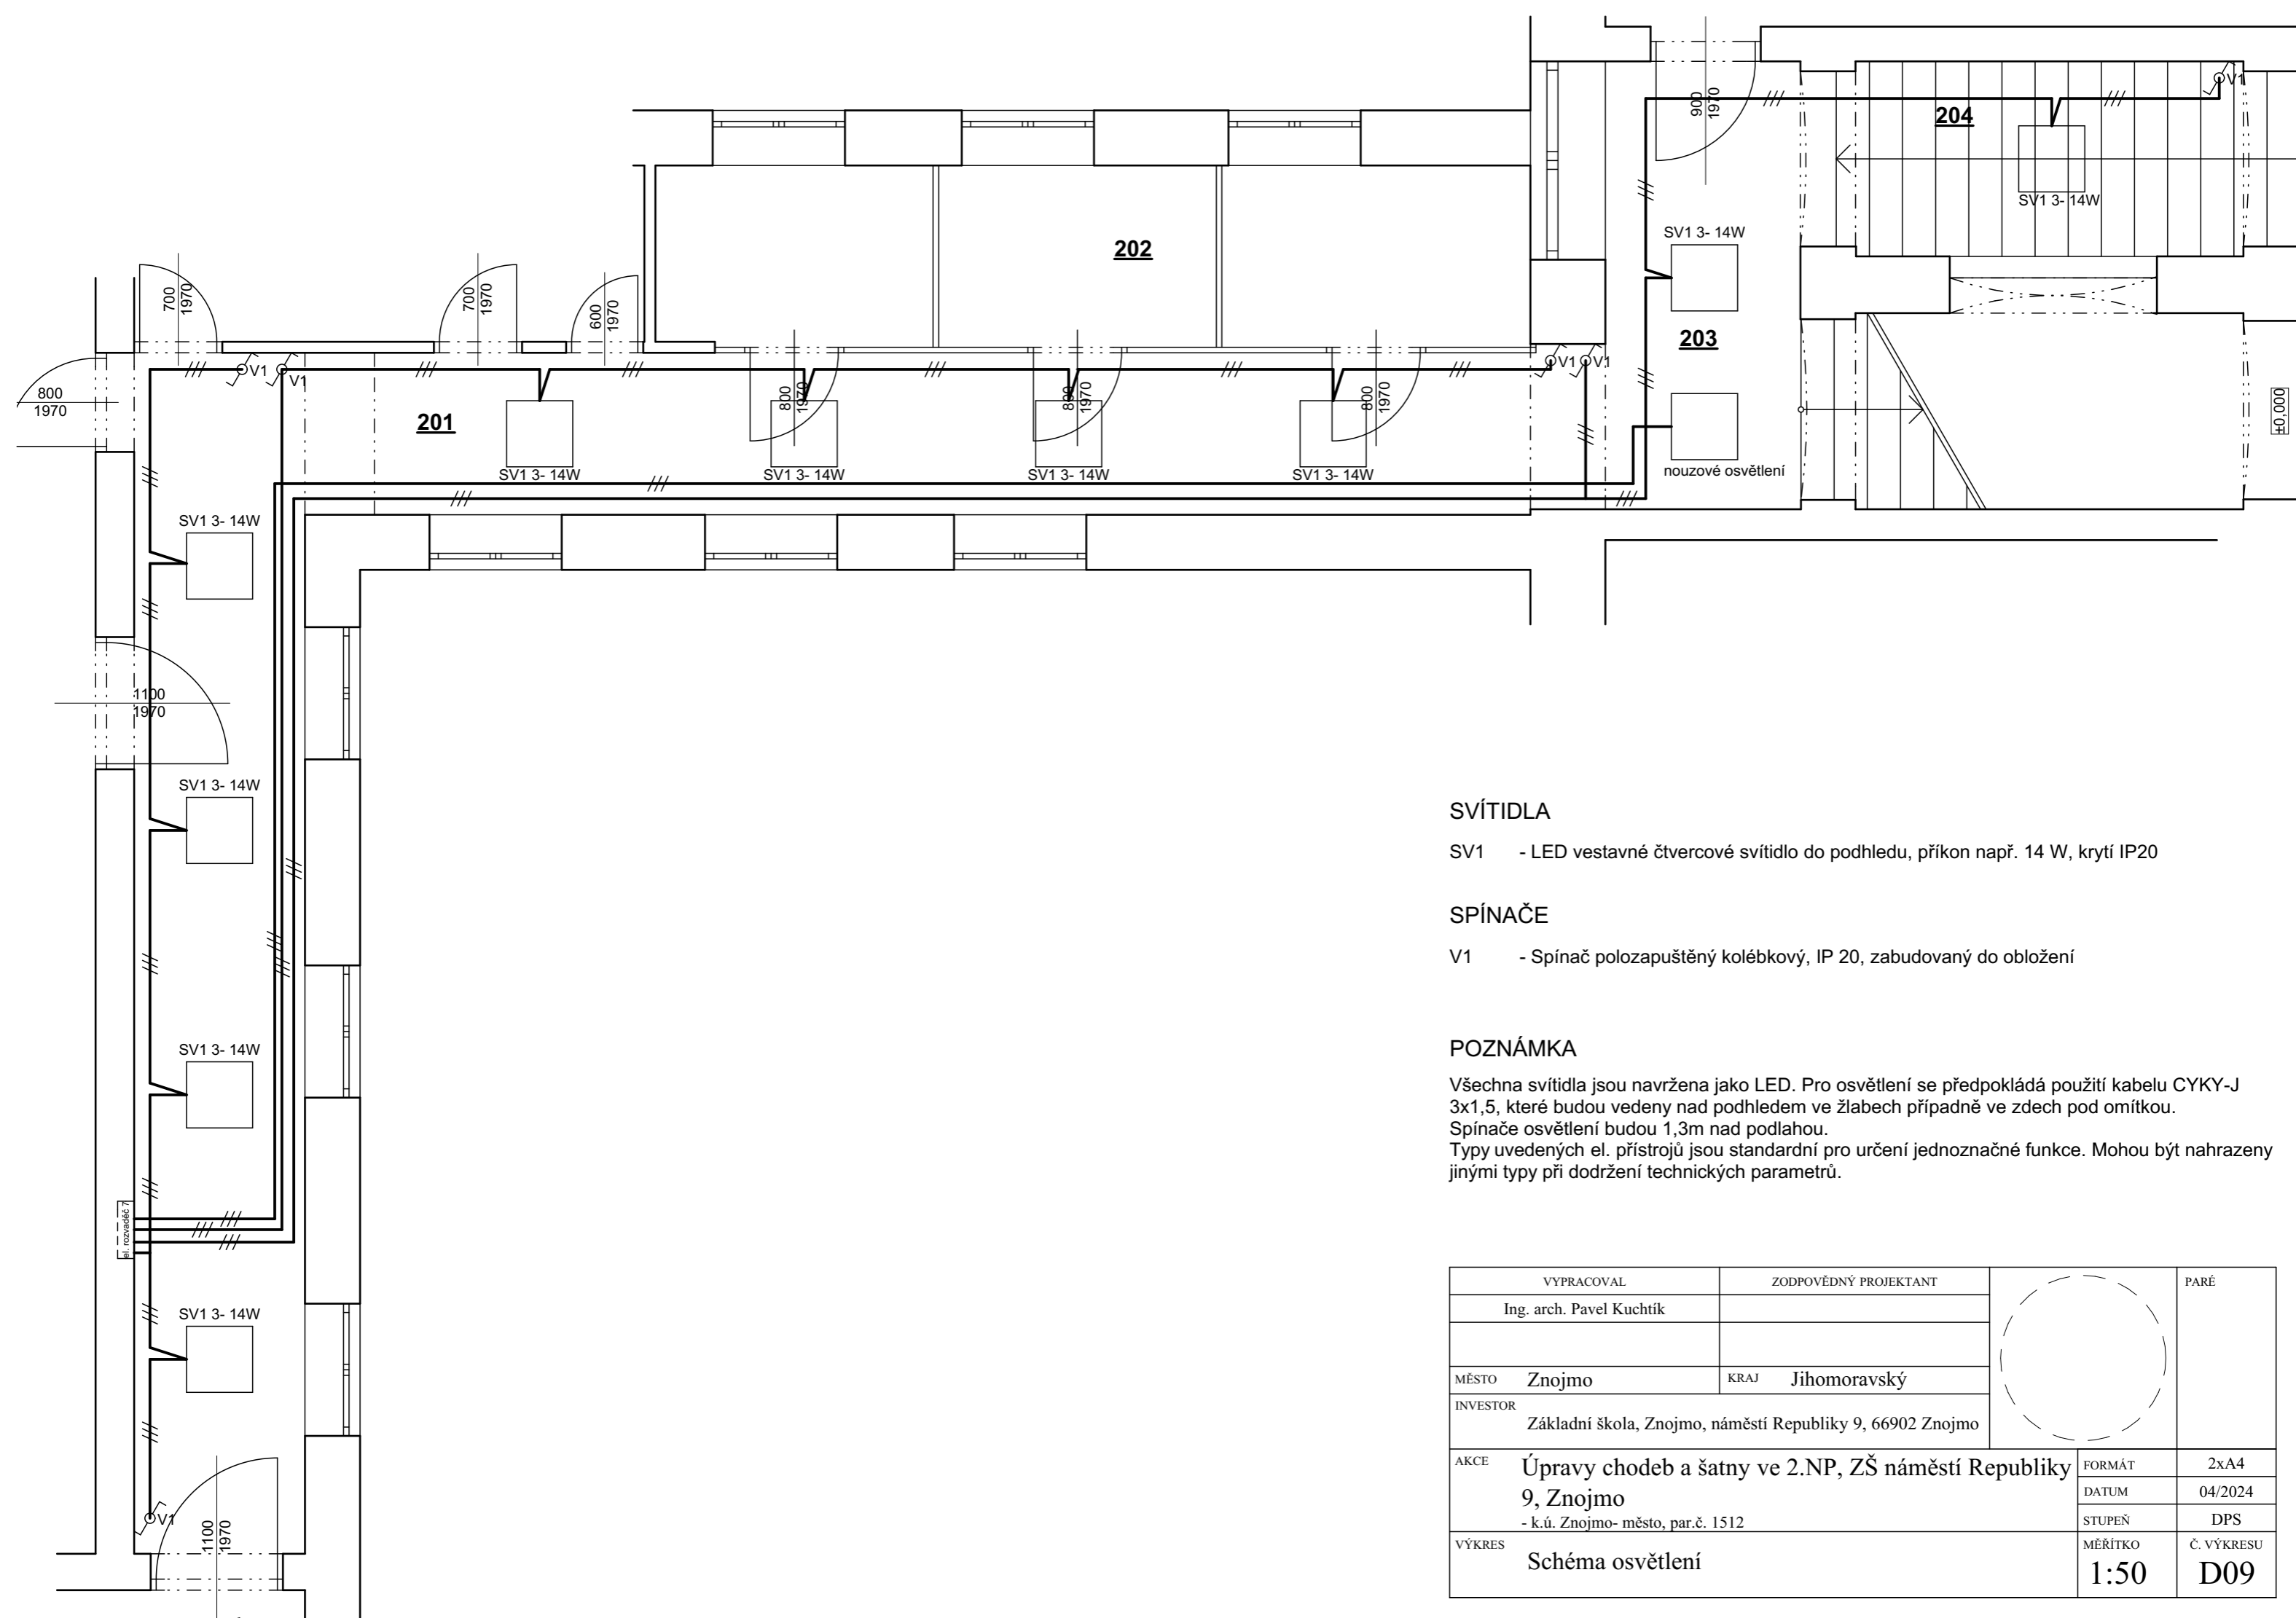 900
1970
V1
204
SV1 3- 14W
SV1 3- 14W
202
203
700
1970
700
1970
600
1970
V1
V1
V1
V1
800
1970
201
800
1970
800
1970
800
1970
±0,000
SV1 3- 14W
SV1 3- 14W
SV1 3- 14W
SV1 3- 14W
nouzové osvětlení
SV1 3- 14W
1100
1970
SV1 3- 14W
SV1 3- 14W
el. rozvaděč 7
SV1 3- 14W
V1
1100
1970
SVÍTIDLA
SV1 - LED vestavné čtvercové svítidlo do podhledu, příkon např. 14 W, krytí IP20
SPÍNAČE
V1 - Spínač polozapuštěný kolébkový, IP 20, zabudovaný do obložení
POZNÁMKA
Všechna svítidla jsou navržena jako LED. Pro osvětlení se předpokládá použití kabelu CYKY-J
3x1,5, které budou vedeny nad podhledem ve žlabech případně ve zdech pod omítkou.
Spínače osvětlení budou 1,3m nad podlahou.
Typy uvedených el. přístrojů jsou standardní pro určení jednoznačné funkce. Mohou být nahrazeny
jinými typy při dodržení technických parametrů.
VYPRACOVAL
ZODPOVĚDNÝ PROJEKTANT
PARÉ
Ing. arch. Pavel Kuchtík
MĚSTO Znojmo
KRAJ Jihomoravský
INVESTOR
Základní škola, Znojmo, náměstí Republiky 9, 66902 Znojmo
AKCE Úpravy chodeb a šatny ve 2.NP, ZŠ náměstí Republiky
9, Znojmo
- k.ú. Znojmo- město, par.č. 1512
FORMÁT 2xA4
DATUM 04/2024
STUPEŇ DPS
VÝKRES Schéma osvětlení
MĚŘÍTKO
1:50
Č. VÝKRESU
D09